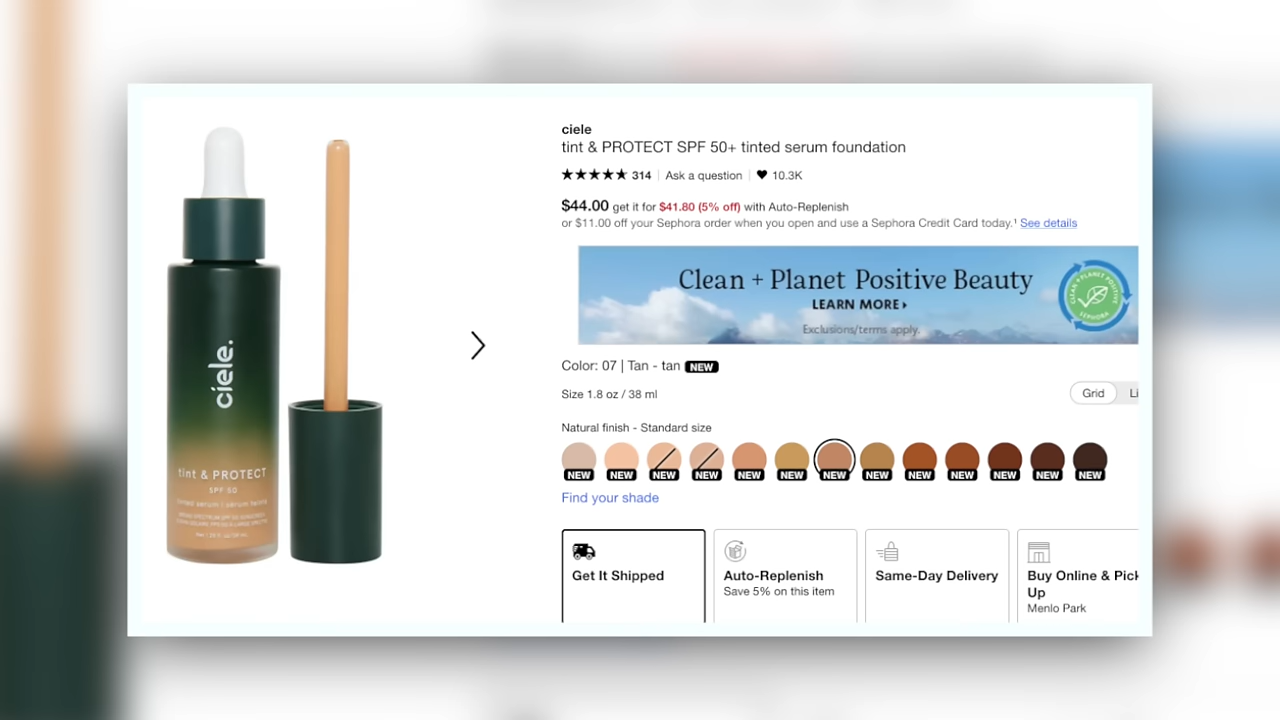 ciele
tint & PROTECT SPF 50+ tinted serum foundation
314 Ask a question 10.3K
$44.00 get it for $41.80 (5% off) with Auto-Replenish
or $11.00 off your Sephora order when you open and use a Sephora Credit Card today.¹ See details
Clean + Planet Positive Beauty
LEARN MORE
Exclusions/terms apply.
CLEAN + PLANET POSITIVE
SEPHORA
Color: 07 | Tan - tan NEW
Size 1.8 oz / 38 ml
Grid Li
Natural finish - Standard size
NEW NEW NEW NEW NEW NEW NEW NEW NEW NEW NEW NEW NEW
Find your shade
Get It Shipped
Auto-Replenish
Save 5% on this item
Same-Day Delivery
Buy Online & Pick
Up
Menlo Park
ciele.
tint & PROTECT
SPF 50